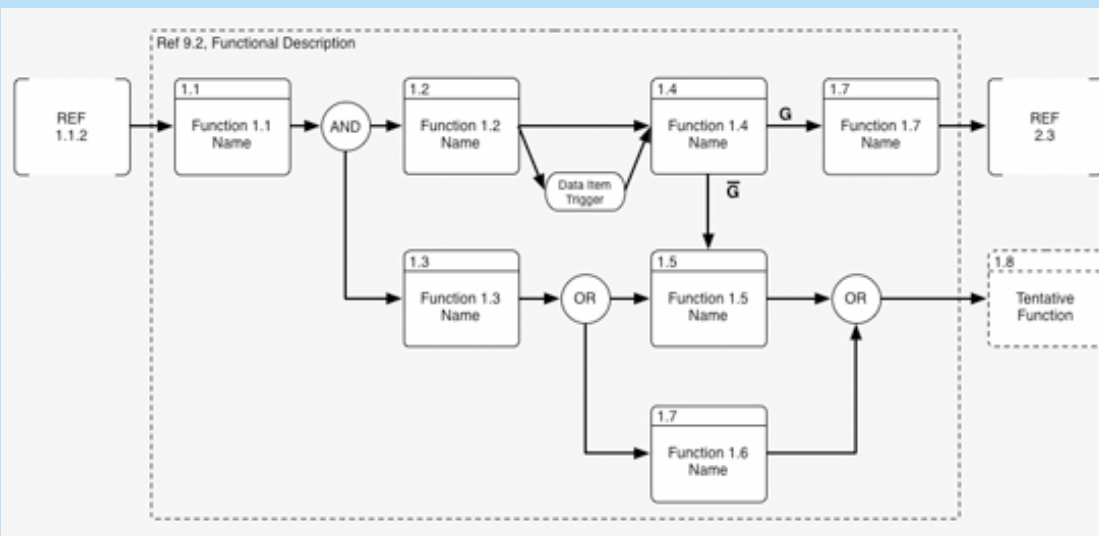 Ref 9.2, Functional Description
REF
1.1.2
1.1
Function 1.1
Name
AND
1.2
Function 1.2
Name
Data Item
Trigger
1.4
Function 1.4
Name
G
G̅
1.7
Function 1.7
Name
REF
2.3
1.3
Function 1.3
Name
OR
1.5
Function 1.5
Name
OR
1.8
Tentative
Function
1.7
Function 1.6
Name